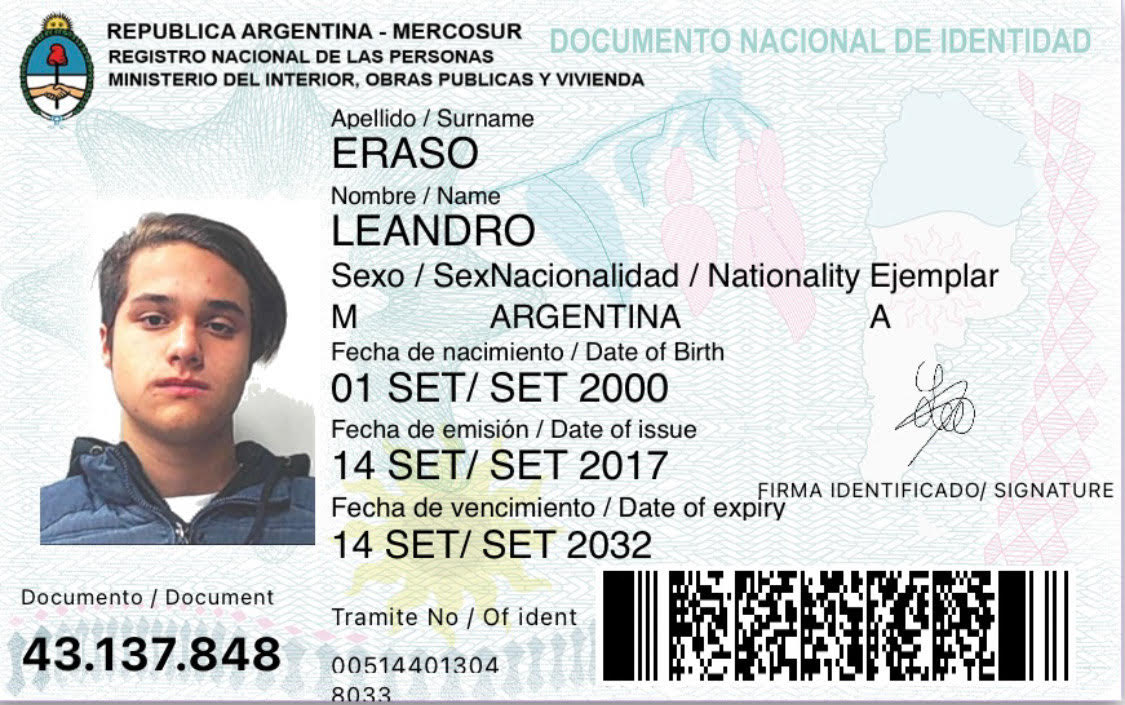 REPUBLICA ARGENTINA - MERCOSUR
REGISTRO NACIONAL DE LAS PERSONAS
MINISTERIO DEL INTERIOR, OBRAS PUBLICAS Y VIVIENDA
DOCUMENTO NACIONAL DE IDENTIDAD
Apellido / Surname
ERASO
Nombre / Name
LEANDRO
Sexo / SexNacionalidad / Nationality Ejemplar
M ARGENTINA A
Fecha de nacimiento / Date of Birth
01 SET/ SET 2000
Fecha de emisión / Date of issue
14 SET/ SET 2017
Fecha de vencimiento / Date of expiry
14 SET/ SET 2032
FIRMA IDENTIFICADO/ SIGNATURE
Documento / Document
43.137.848
Tramite No / Of ident
00514401304
8033